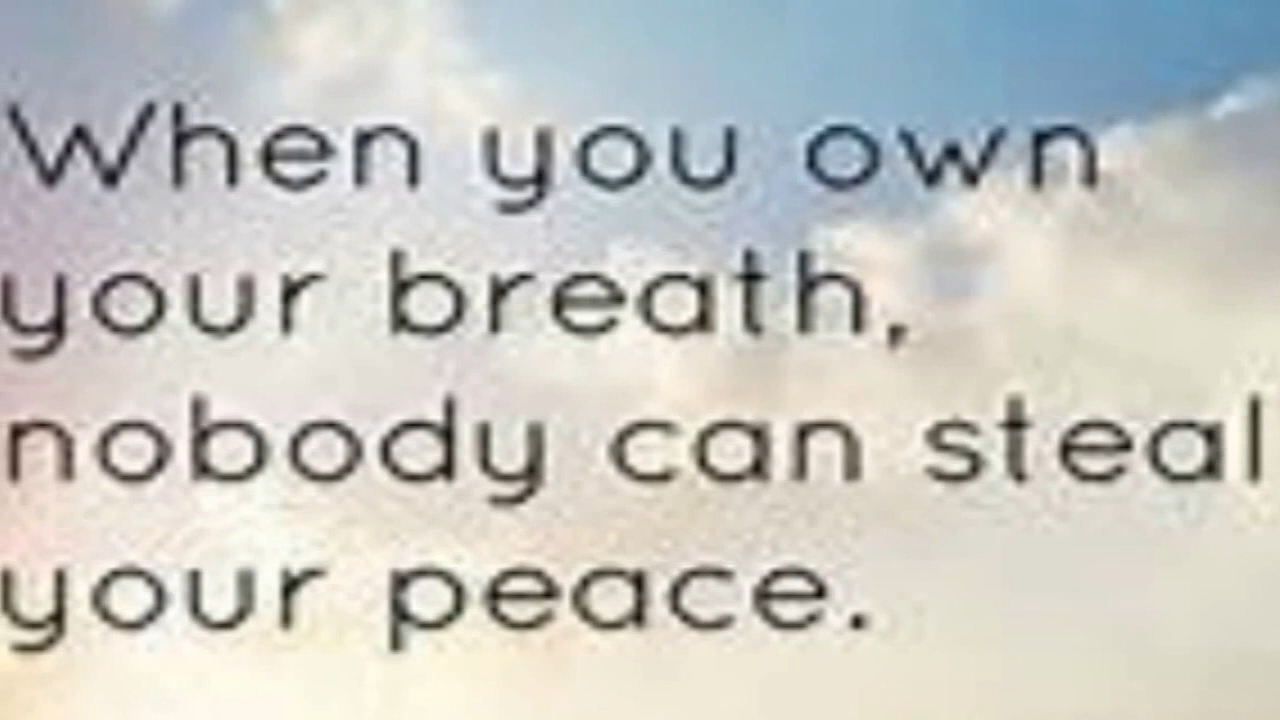 When you own
your breath,
nobody can steal
your peace.